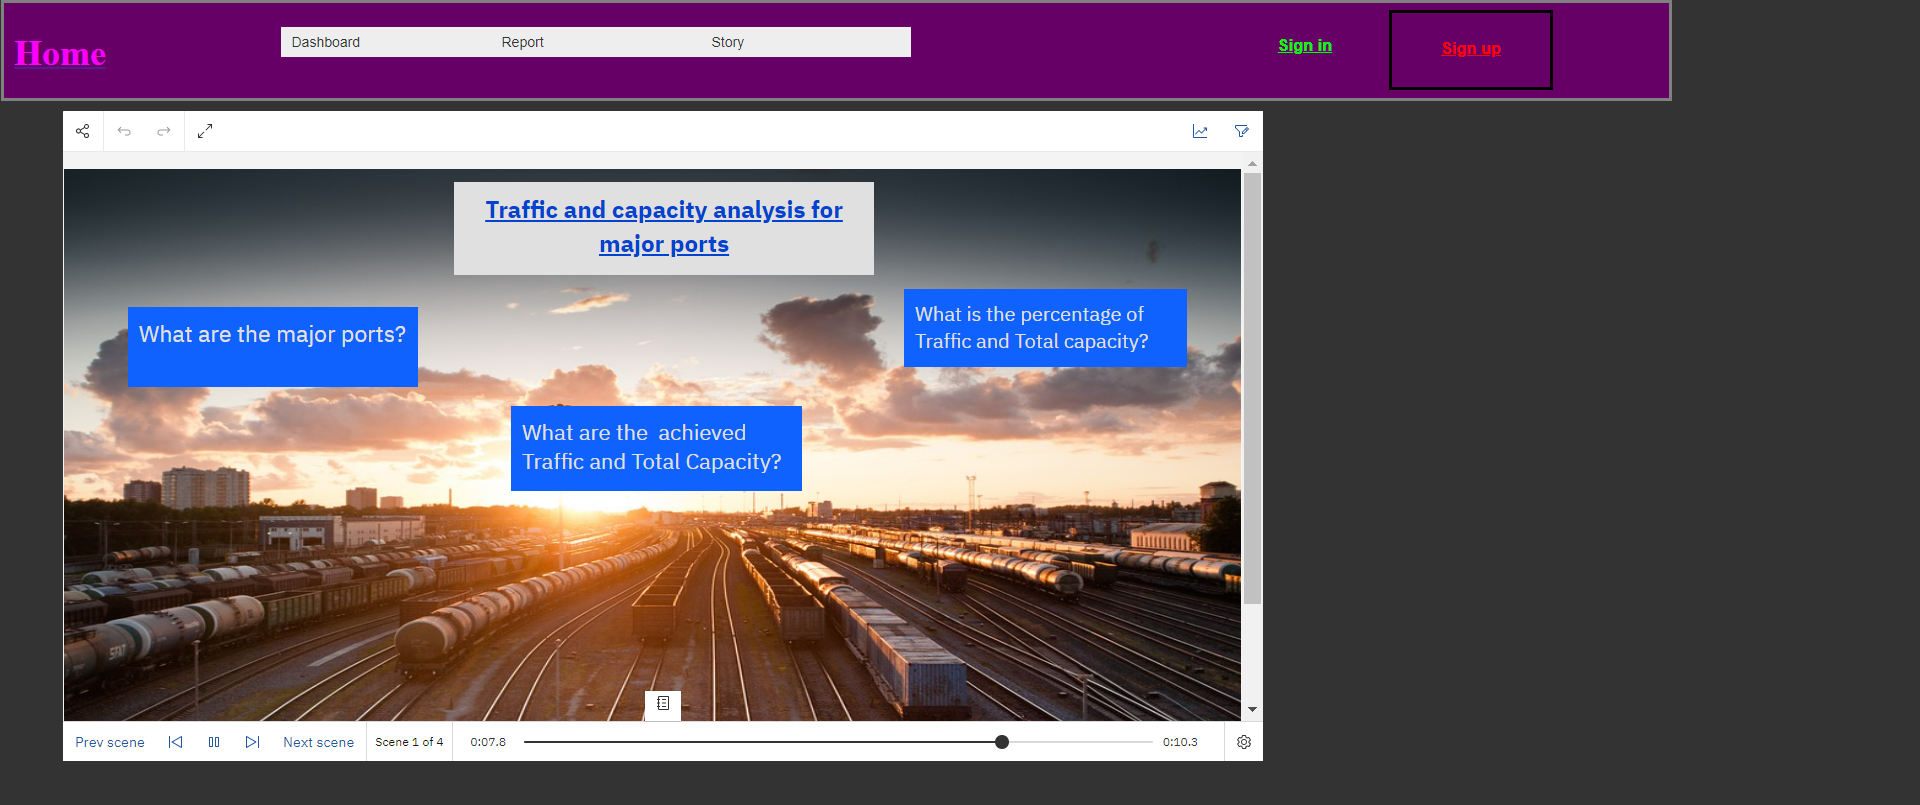 Home
Dashboard
Report
Story
Sign in
Sign up
Traffic and capacity analysis for
major ports
What are the major ports?
What is the percentage of
Traffic and Total capacity?
What are the  achieved
Traffic and Total Capacity?
Prev scene
Next scene
Scene 1 of 4
0:07.8
0:10.3